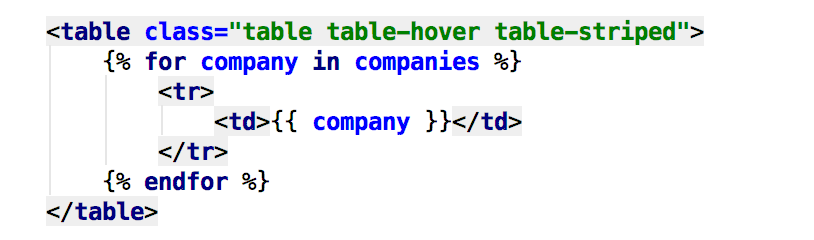 <table class="table table-hover table-striped">
{% for company in companies %}
<tr>
<td>{{ company }}</td>
</tr>
{% endfor %}
</table>